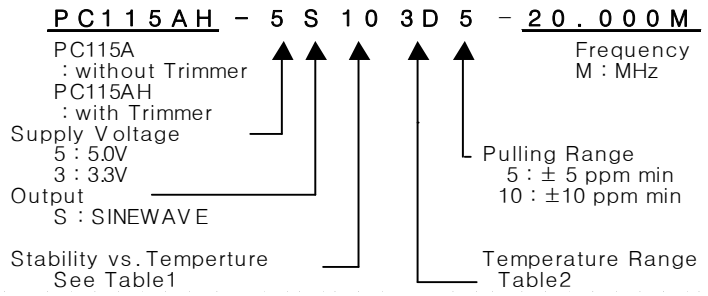 PC115AH - 5 S 10 3D 5 - 20.000M
PC115A
: without Trimmer
PC115AH
: with Trimmer
Frequency
M : MHz
Supply Voltage
5 : 5.0V
3 : 3.3V
Output
S : SINEWAVE
Pulling Range
5 : ± 5 ppm min
10 : ±10 ppm min
Stability vs. Temperture
See Table1
Temperature Range
Table2